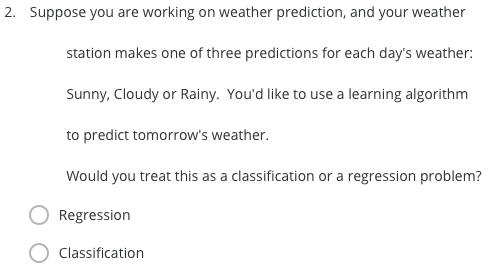 2. Suppose you are working on weather prediction, and your weather
station makes one of three predictions for each day's weather:
Sunny, Cloudy or Rainy. You'd like to use a learning algorithm
to predict tomorrow's weather.
Would you treat this as a classification or a regression problem?
Regression
Classification